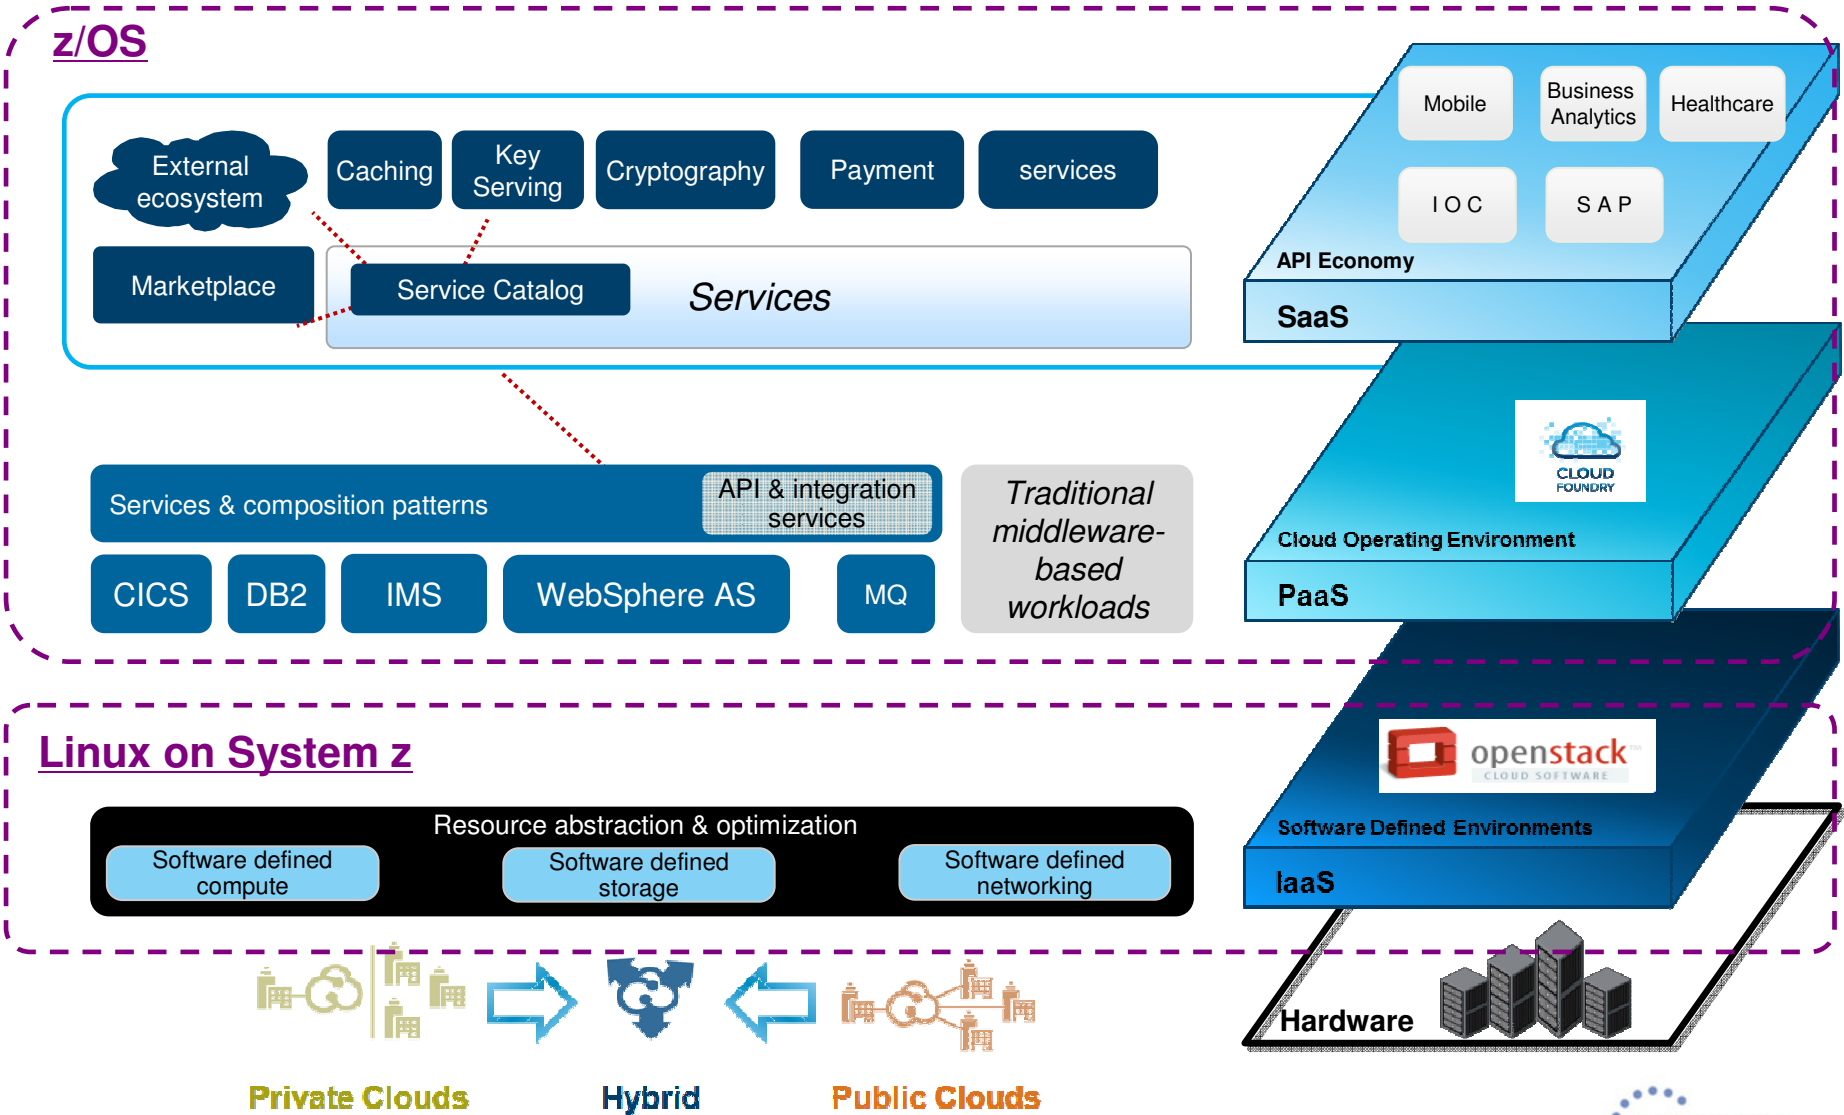 z/OS
External
ecosystem
Caching
Key
Serving
Cryptography
Payment
services
Marketplace
Service Catalog
Services
Mobile
Business
Analytics
Healthcare
I O C
S A P
API Economy
SaaS
Services & composition patterns
API & integration
services
Traditional
middleware-
based
workloads
CICS
DB2
IMS
WebSphere AS
MQ
CLOUD
FOUNDRY
Cloud Operating Environment
PaaS
Linux on System z
openstack™
CLOUD SOFTWARE
Resource abstraction & optimization
Software defined
compute
Software defined
storage
Software defined
networking
Software Defined Environments
IaaS
Hardware
Private Clouds
Hybrid
Public Clouds